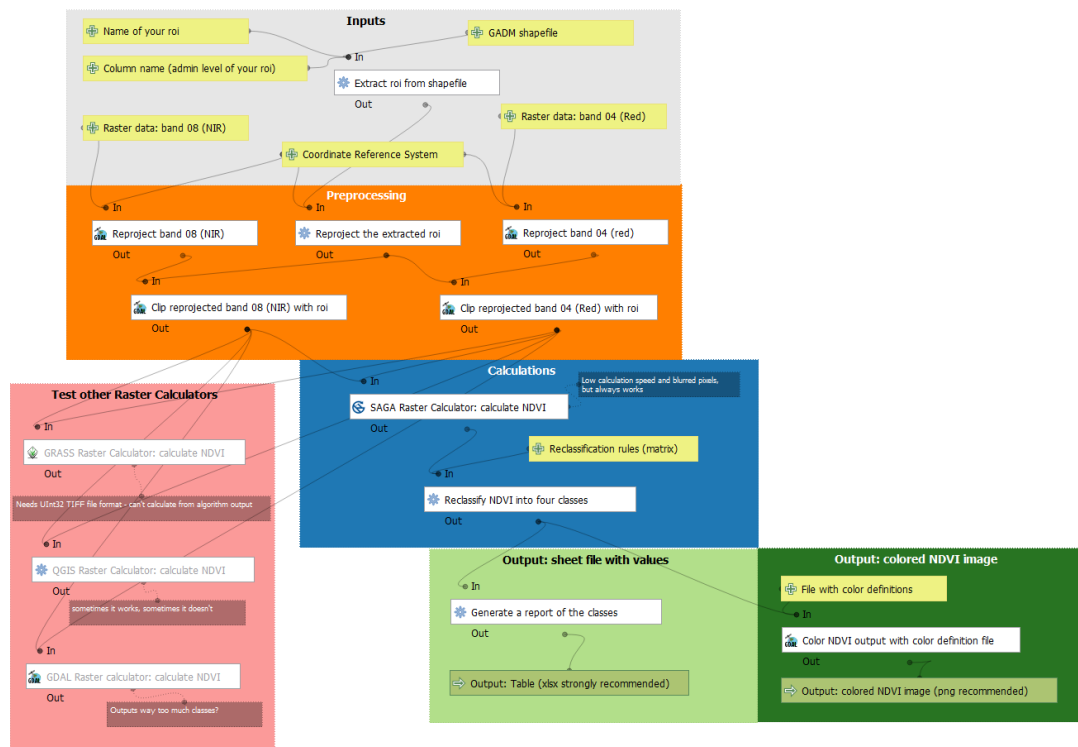 Inputs
Name of your roi
GADM shapefile
In
Column name (admin level of your roi)
Extract roi from shapefile
Out
Raster data: band 08 (NIR)
Raster data: band 04 (Red)
Coordinate Reference System
Preprocessing
In
In
In
GDAL
Reproject band 08 (NIR)
Reproject the extracted roi
GDAL
Reproject band 04 (red)
Out
Out
Out
In
In
GDAL
Clip reprojected band 08 (NIR) with roi
GDAL
Clip reprojected band 04 (Red) with roi
Out
Out
Calculations
In
Low calculation speed and blurred pixels,
but always works
SAGA Raster Calculator: calculate NDVI
Out
Reclassification rules (matrix)
In
Reclassify NDVI into four classes
Out
Test other Raster Calculators
In
GRASS Raster Calculator: calculate NDVI
Out
Needs UInt32 TIFF file format - can't calculate from algorithm output
In
QGIS Raster Calculator: calculate NDVI
Out
sometimes it works, sometimes it doesn't
In
GDAL
GDAL Raster calculator: calculate NDVI
Out
Outputs way too much classes?
Output: sheet file with values
In
Generate a report of the classes
Out
Output: Table (xlsx strongly recommended)
Output: colored NDVI image
File with color definitions
In
GDAL
Color NDVI output with color definition file
Out
Output: colored NDVI image (png recommended)